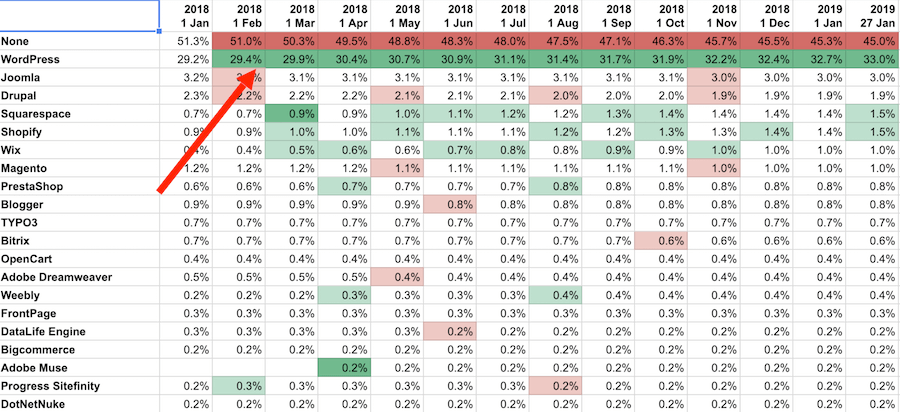 2018 2018 2018 2018 2018 2018 2018 2018 2018 2018 2018 2018 2019 2019
1 Jan 1 Feb 1 Mar 1 Apr 1 May 1 Jun 1 Jul 1 Aug 1 Sep 1 Oct 1 Nov 1 Dec 1 Jan 27 Jan
None 51.3% 51.0% 50.3% 49.5% 48.8% 48.3% 48.0% 47.5% 47.1% 46.3% 45.7% 45.5% 45.3% 45.0%
WordPress 29.2% 29.4% 29.9% 30.4% 30.7% 30.9% 31.1% 31.4% 31.7% 31.9% 32.2% 32.4% 32.7% 33.0%
Joomla 3.2% 3.1% 3.1% 3.1% 3.1% 3.1% 3.1% 3.1% 3.1% 3.0% 3.0% 3.0% 3.0%
Drupal 2.3% 2.2% 2.2% 2.2% 2.1% 2.1% 2.1% 2.0% 2.0% 2.0% 1.9% 1.9% 1.9% 1.9%
Squarespace 0.7% 0.7% 0.9% 0.9% 1.0% 1.1% 1.2% 1.2% 1.3% 1.4% 1.4% 1.4% 1.4% 1.5%
Shopify 0.9% 0.9% 1.0% 1.0% 1.1% 1.1% 1.1% 1.2% 1.2% 1.3% 1.3% 1.4% 1.4% 1.5%
Wix 0.4% 0.4% 0.5% 0.6% 0.6% 0.7% 0.8% 0.8% 0.9% 0.9% 1.0% 1.0% 1.0% 1.0%
Magento 1.2% 1.2% 1.2% 1.2% 1.1% 1.1% 1.1% 1.1% 1.1% 1.1% 1.0% 1.0% 1.0% 1.0%
PrestaShop 0.6% 0.6% 0.6% 0.7% 0.7% 0.7% 0.7% 0.8% 0.8% 0.8% 0.8% 0.8% 0.8% 0.8%
Blogger 0.9% 0.9% 0.9% 0.9% 0.9% 0.8% 0.8% 0.8% 0.8% 0.8% 0.8% 0.8% 0.8% 0.8%
TYPO3 0.7% 0.7% 0.7% 0.7% 0.7% 0.7% 0.7% 0.7% 0.7% 0.7% 0.7% 0.7% 0.7% 0.7%
Bitrix 0.7% 0.7% 0.7% 0.7% 0.7% 0.7% 0.7% 0.7% 0.7% 0.6% 0.6% 0.6% 0.6% 0.6%
OpenCart 0.4% 0.4% 0.4% 0.4% 0.4% 0.4% 0.4% 0.4% 0.4% 0.4% 0.4% 0.4% 0.4% 0.4%
Adobe Dreamweaver 0.5% 0.5% 0.5% 0.5% 0.4% 0.4% 0.4% 0.4% 0.4% 0.4% 0.4% 0.4% 0.4% 0.4%
Weebly 0.2% 0.2% 0.2% 0.3% 0.3% 0.3% 0.3% 0.4% 0.4% 0.4% 0.4% 0.4% 0.4% 0.4%
FrontPage 0.3% 0.3% 0.3% 0.3% 0.3% 0.3% 0.3% 0.3% 0.3% 0.3% 0.3% 0.3% 0.3% 0.3%
DataLife Engine 0.3% 0.3% 0.3% 0.3% 0.3% 0.2% 0.2% 0.2% 0.2% 0.2% 0.2% 0.2% 0.2% 0.2%
Bigcommerce 0.2% 0.2% 0.2% 0.2% 0.2% 0.2% 0.2% 0.2% 0.2% 0.2% 0.2% 0.2% 0.2% 0.2%
Adobe Muse 0.2% 0.2% 0.2% 0.2% 0.2% 0.2% 0.2% 0.2% 0.2% 0.2% 0.2%
Progress Sitefinity 0.2% 0.3% 0.3% 0.3% 0.3% 0.3% 0.3% 0.2% 0.2% 0.2% 0.2% 0.2% 0.2% 0.2%
DotNetNuke 0.2% 0.2% 0.2% 0.2% 0.2% 0.2% 0.2% 0.2% 0.2% 0.2% 0.2% 0.2% 0.2% 0.2%